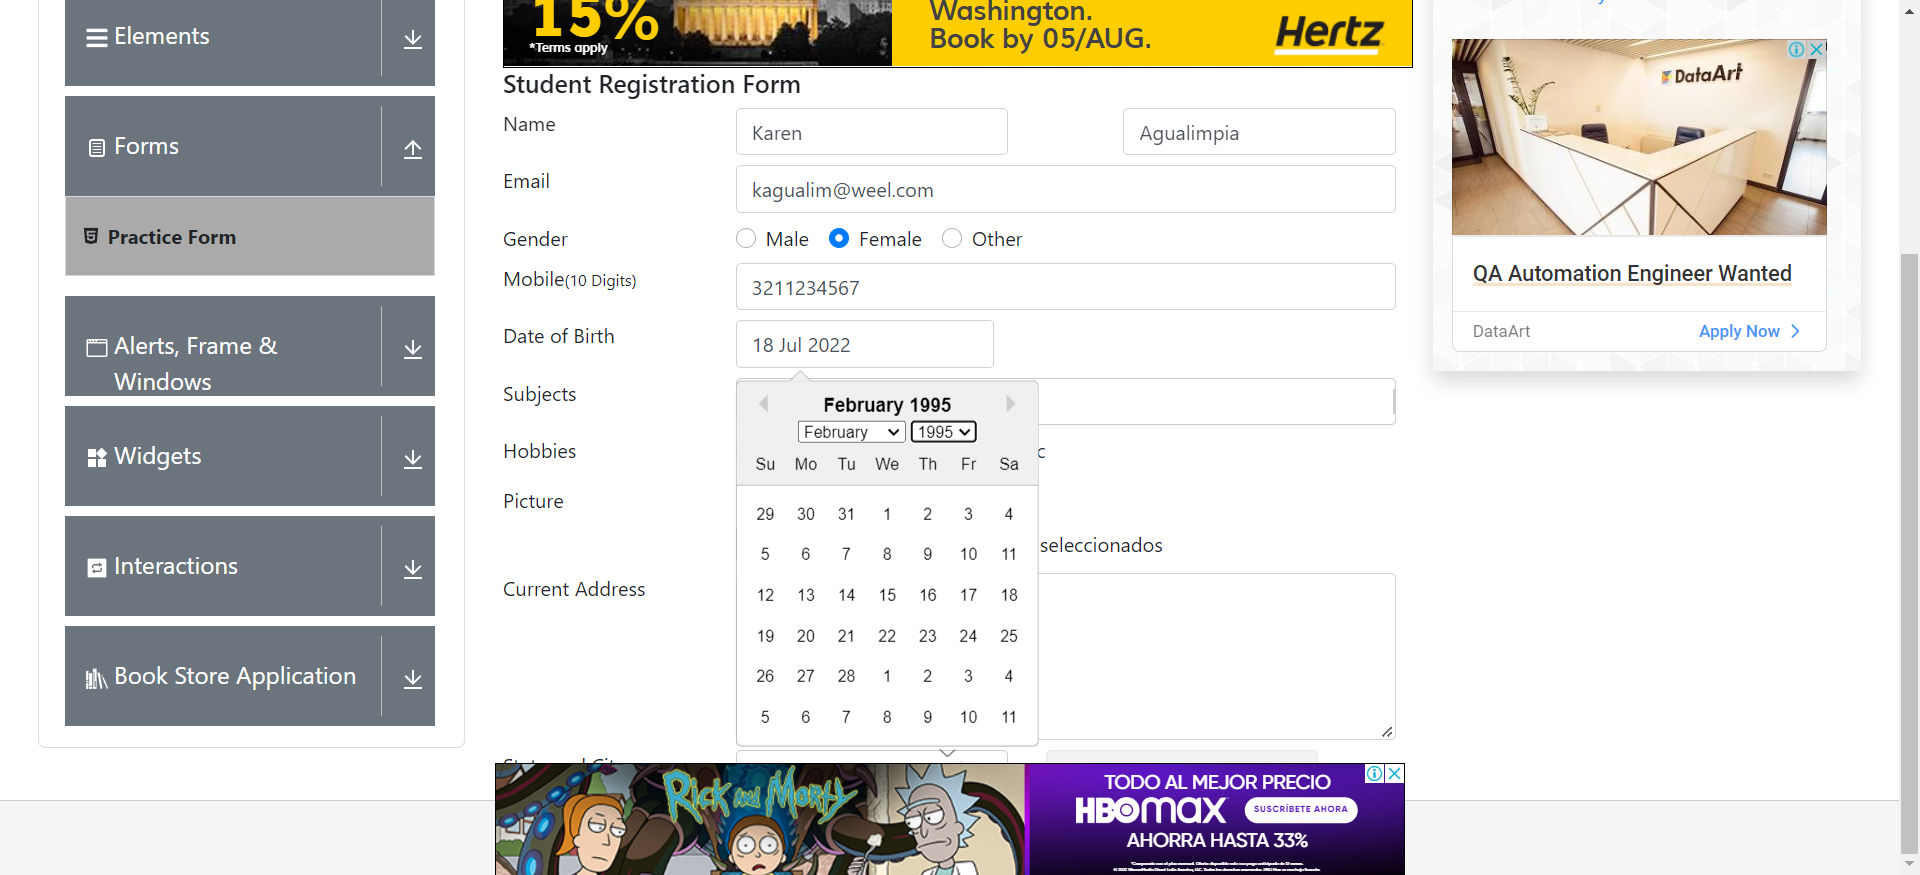 Elements
Forms
Practice Form
Alerts, Frame &
Windows
Widgets
Interactions
Book Store Application
15%
*Terms apply
Washington.
Book by 05/AUG.
Hertz
Student Registration Form
Name
Karen
Agualimpia
Email
kagualim@weel.com
Gender
Male
Female
Other
Mobile(10 Digits)
3211234567
Date of Birth
18 Jul 2022
Subjects
February 1995
February
1995
Su Mo Tu We Th Fr Sa
29 30 31 1 2 3 4
5 6 7 8 9 10 11
12 13 14 15 16 17 18
19 20 21 22 23 24 25
26 27 28 1 2 3 4
5 6 7 8 9 10 11
Hobbies
c
Picture
seleccionados
Current Address
Rick and Morty
TODO AL MEJOR PRECIO
HBOMAX
SUSCRÍBETE AHORA
AHORRA HASTA 33%
DataArt
QA Automation Engineer Wanted
DataArt
Apply Now